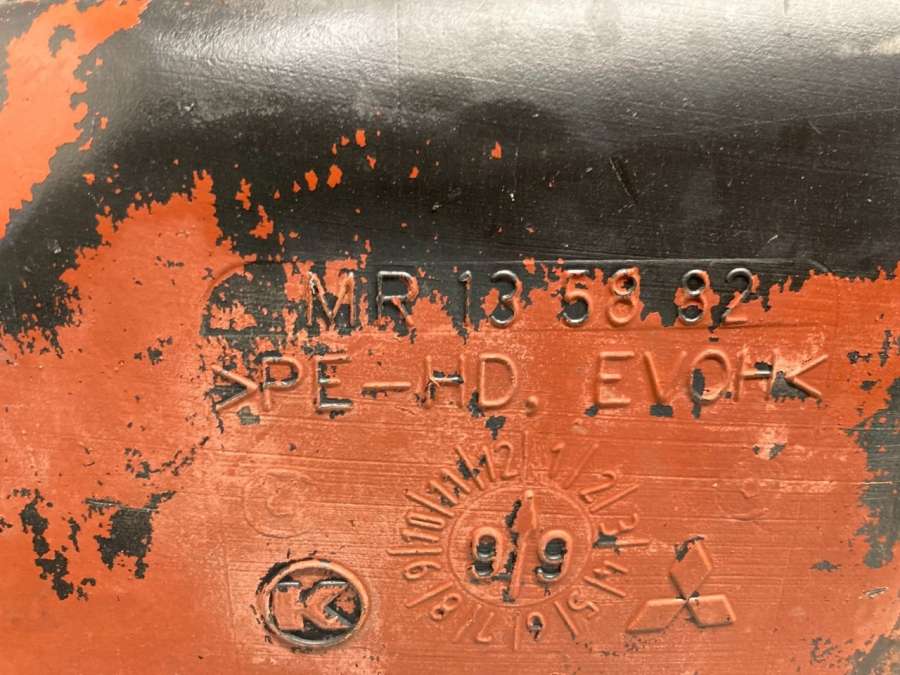 MR 13 58 82
>PE-HD, EVOH<
12 1 2 3 4 5 6 7 8 9 10 11
99
K